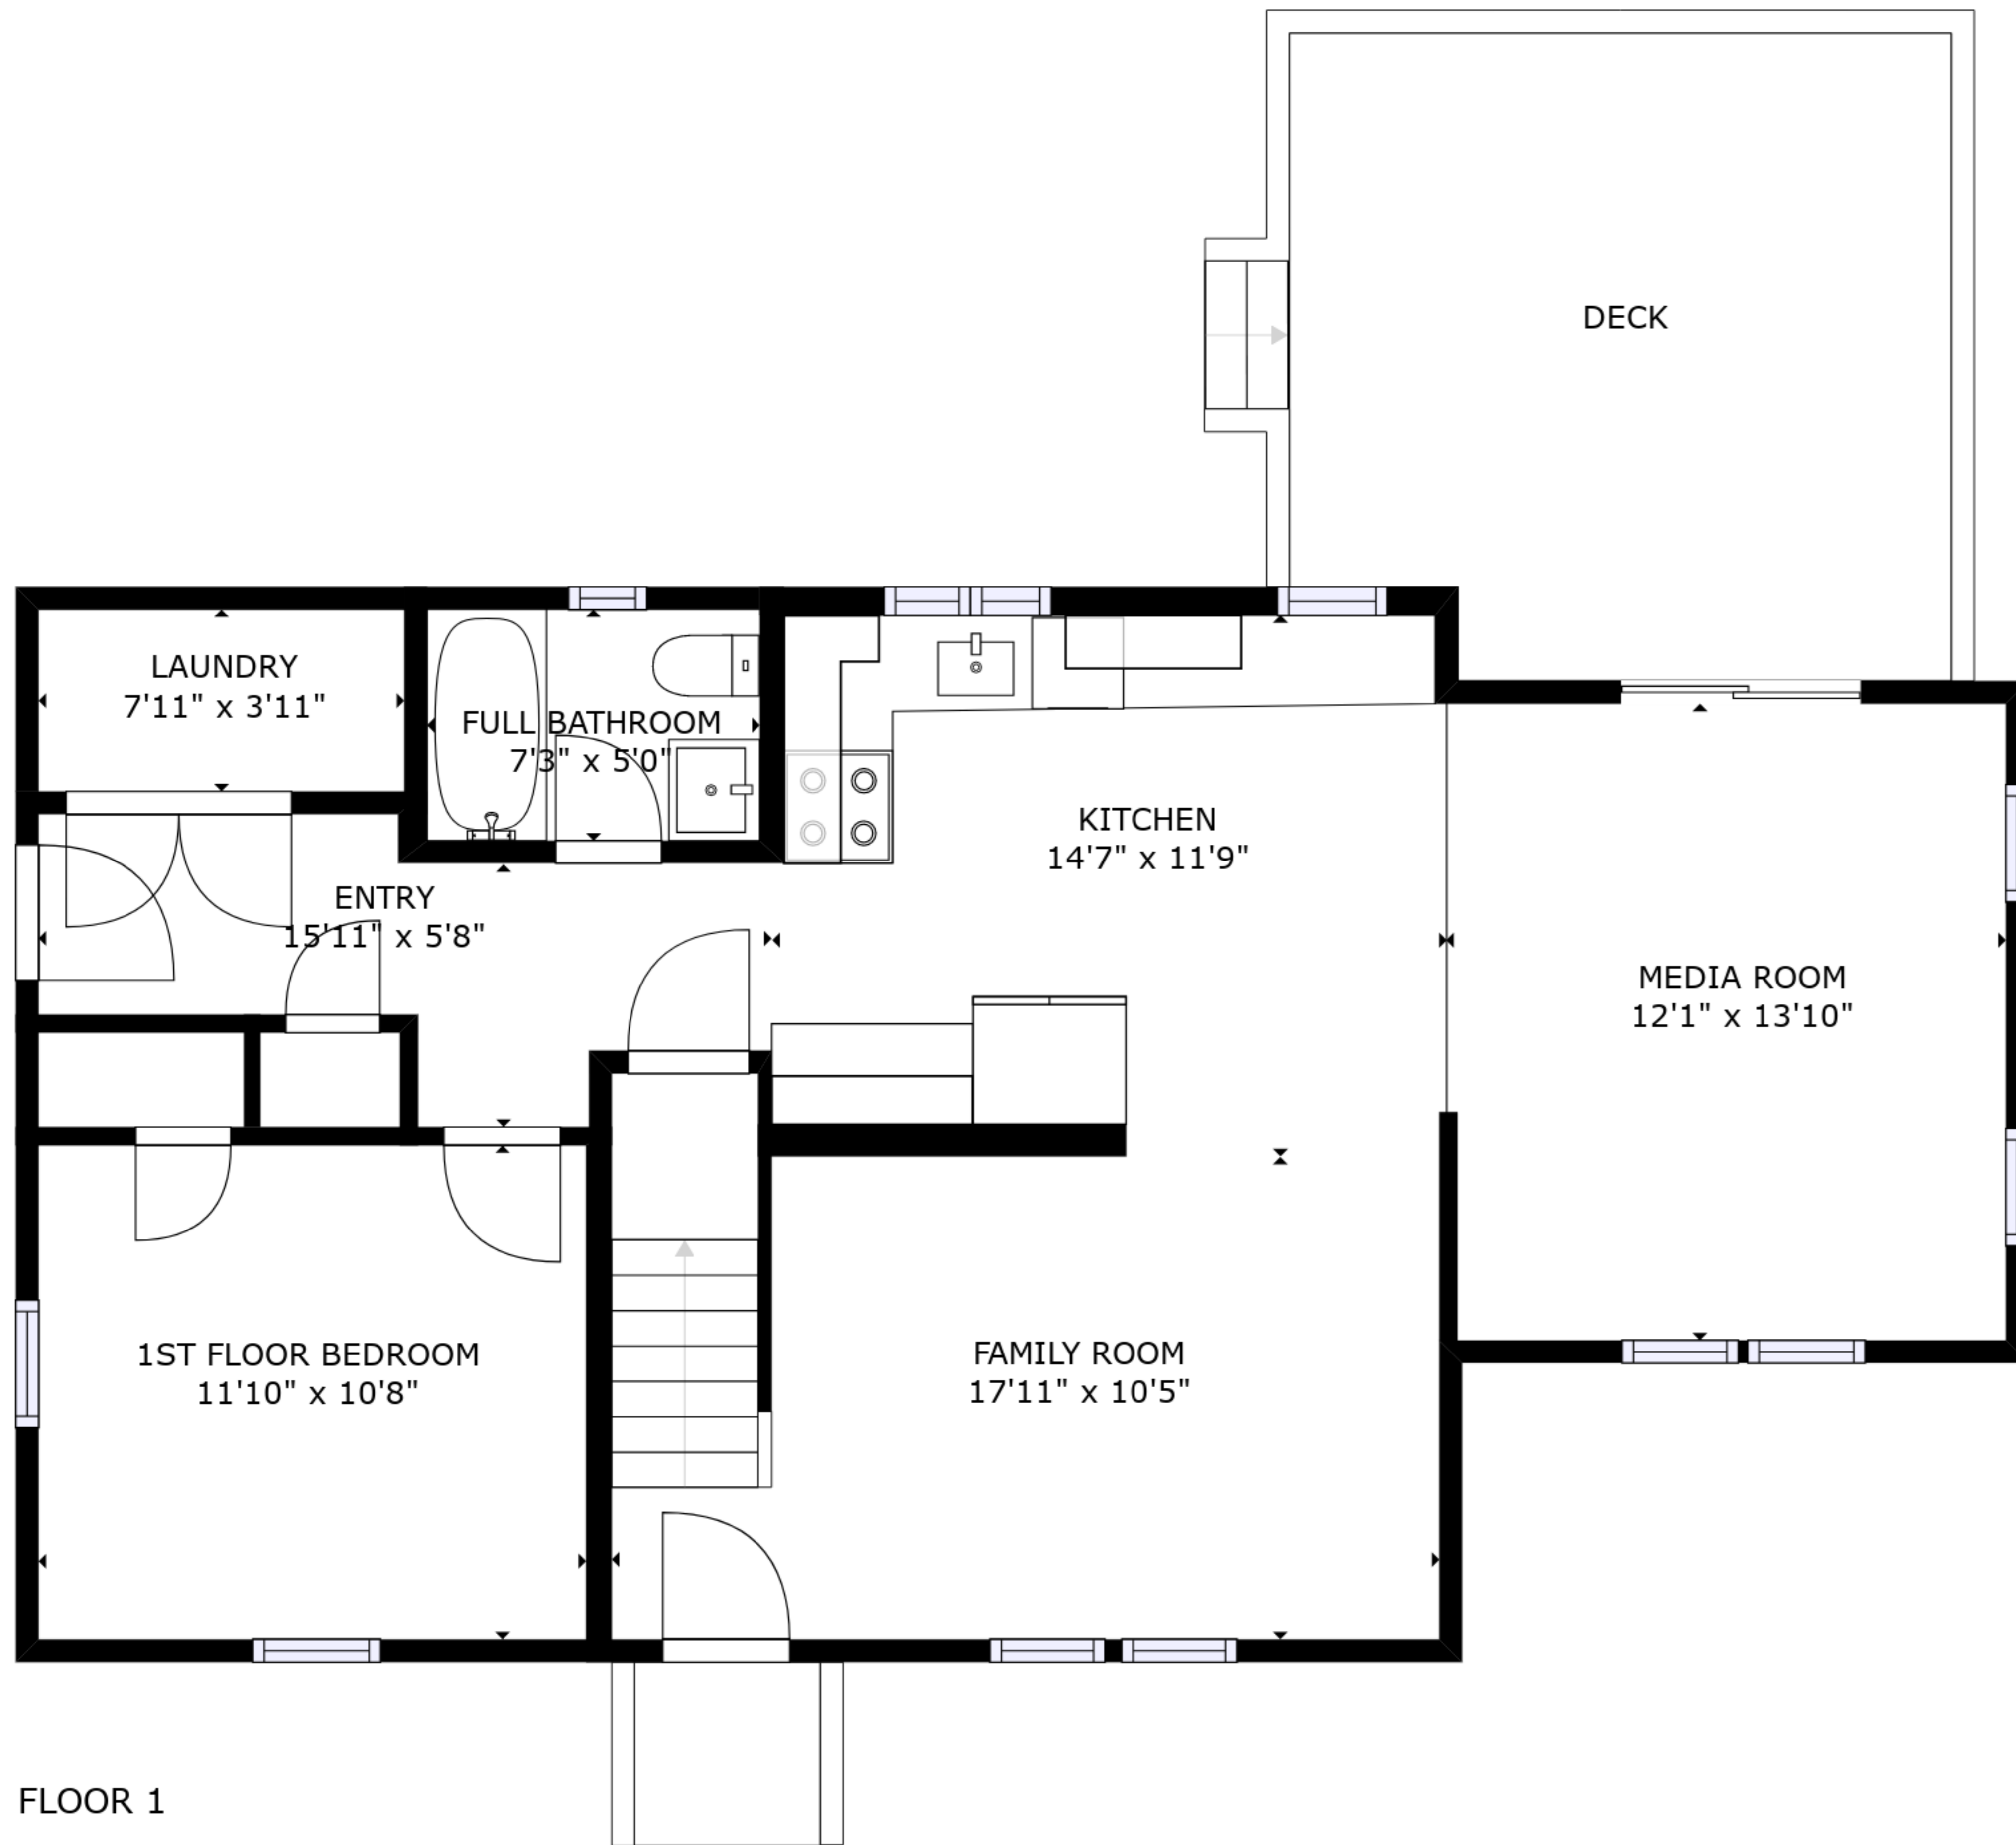 DECK
LAUNDRY
7'11" x 3'11"
FULL BATHROOM
7'3" x 5'0"
KITCHEN
14'7" x 11'9"
ENTRY
15'11" x 5'8"
MEDIA ROOM
12'1" x 13'10"
1ST FLOOR BEDROOM
11'10" x 10'8"
FAMILY ROOM
17'11" x 10'5"
FLOOR 1